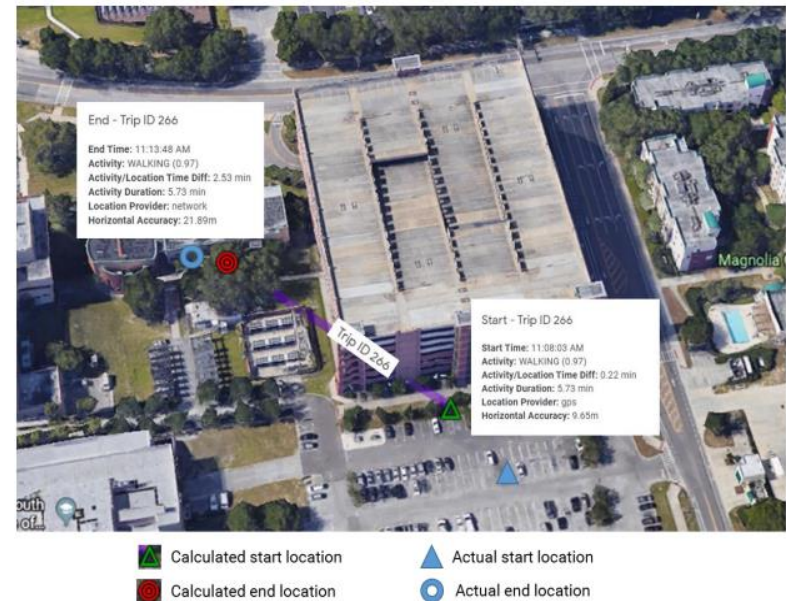 End - Trip ID 266
End Time: 11:13:48 AM
Activity: WALKING (0.97)
Activity/Location Time Diff: 2.53 min
Activity Duration: 5.73 min
Location Provider: network
Horizontal Accuracy: 21.89m
Magnolia
Trip ID 266
Start - Trip ID 266
Start Time: 11:08:03 AM
Activity: WALKING (0.97)
Activity/Location Time Diff: 0.22 min
Activity Duration: 5.73 min
Location Provider: gps
Horizontal Accuracy: 9.65m
outh
of...
Calculated start location
Actual start location
Calculated end location
Actual end location